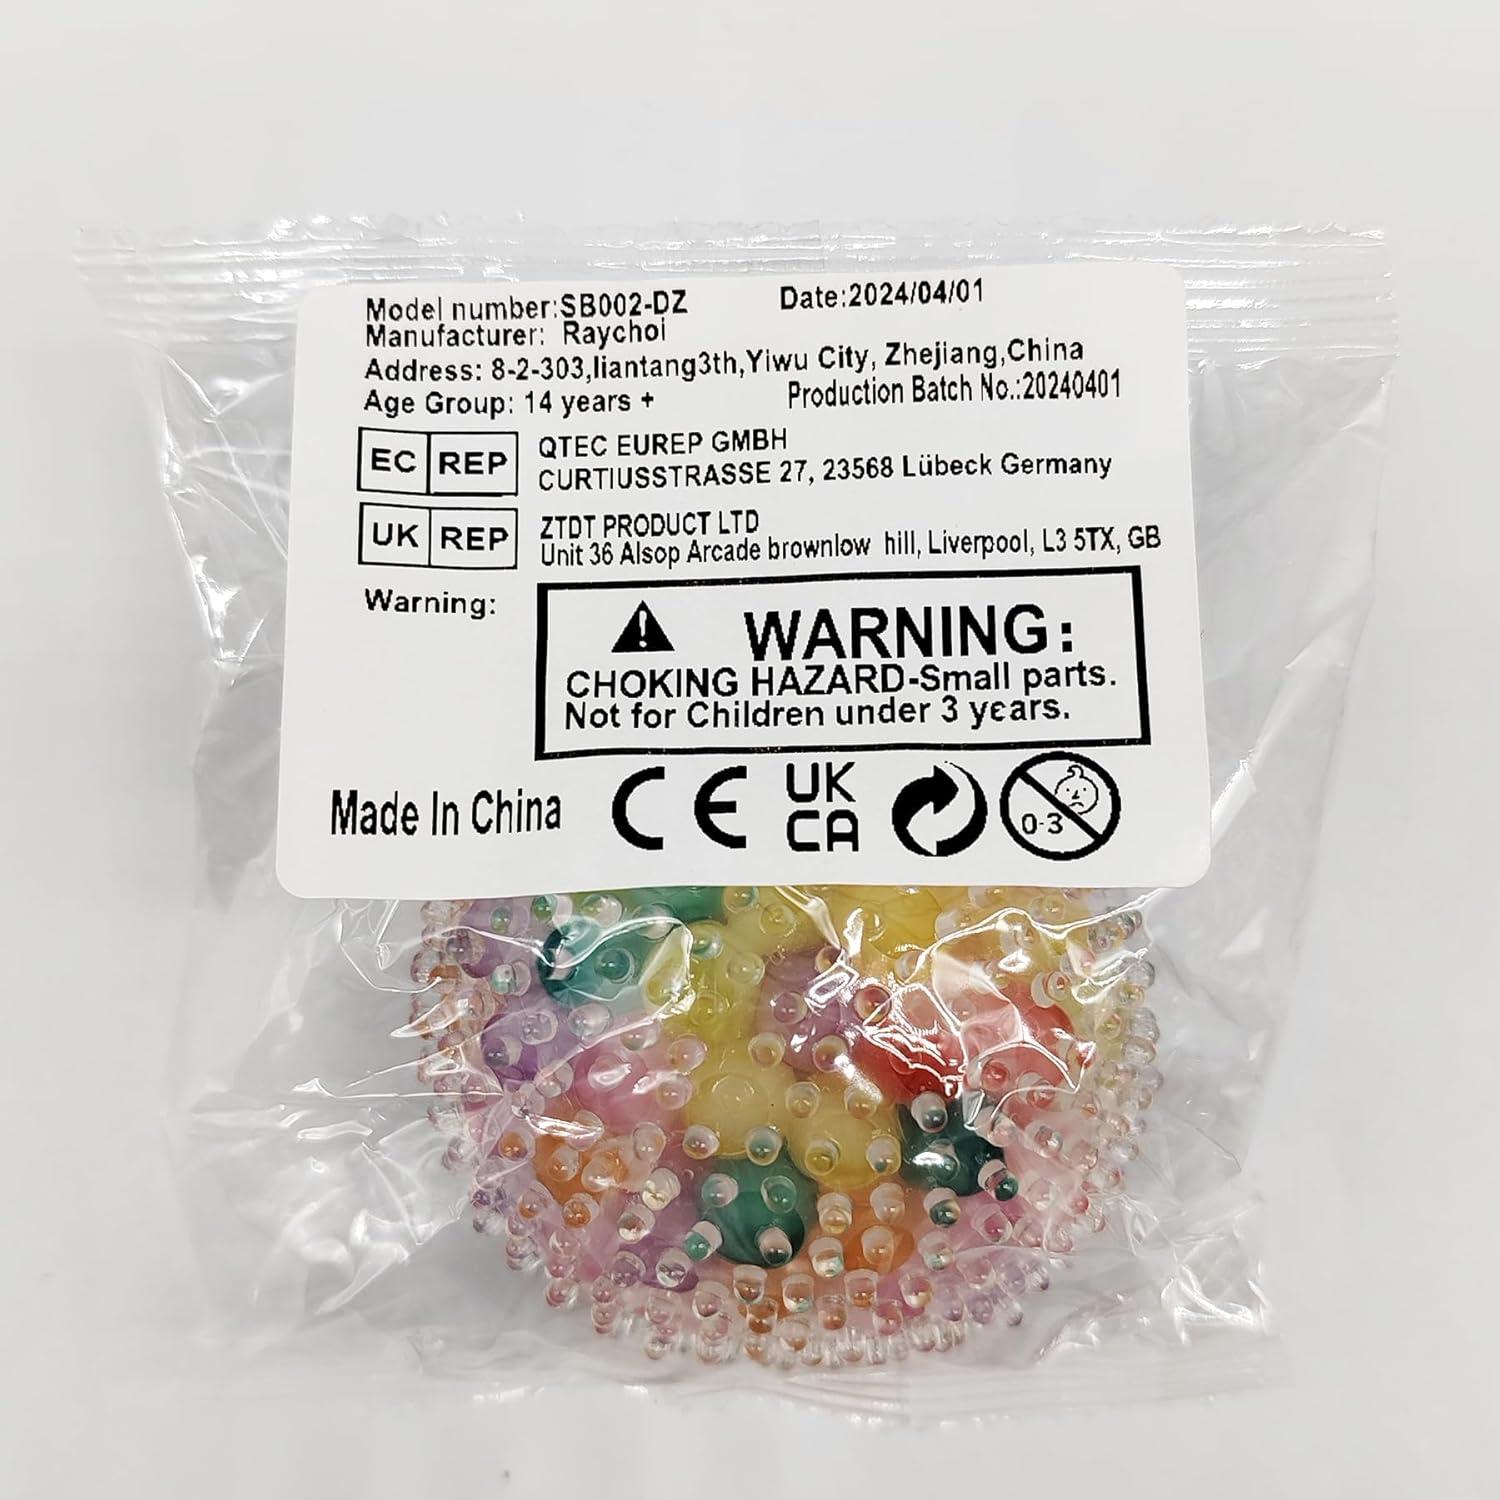 Model number:SB002-DZ Date:2024/04/01
Manufacturer: Raychoi
Address: 8-2-303,liantang3th,Yiwu City, Zhejiang,China
Age Group: 14 years + Production Batch No.:20240401
EC REP QTEC EUREP GMBH
CURTIUSSTRASSE 27, 23568 Lübeck Germany
UK REP ZTDT PRODUCT LTD
Unit 36 Alsop Arcade brownlow hill, Liverpool, L3 5TX, GB
Warning:
WARNING:
CHOKING HAZARD-Small parts.
Not for Children under 3 years.
Made In China CE UK
CA 0-3